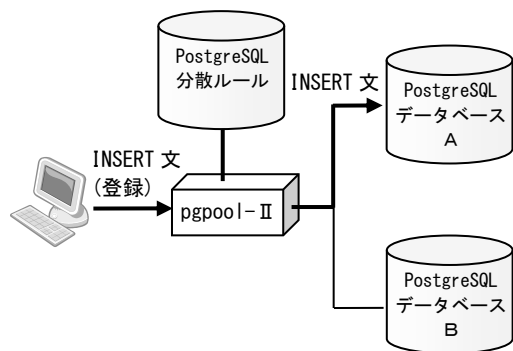 PostgreSQL
分散ルール
INSERT 文
PostgreSQL
データベース
A
INSERT 文
(登録)
pgpool-Ⅱ
PostgreSQL
データベース
B